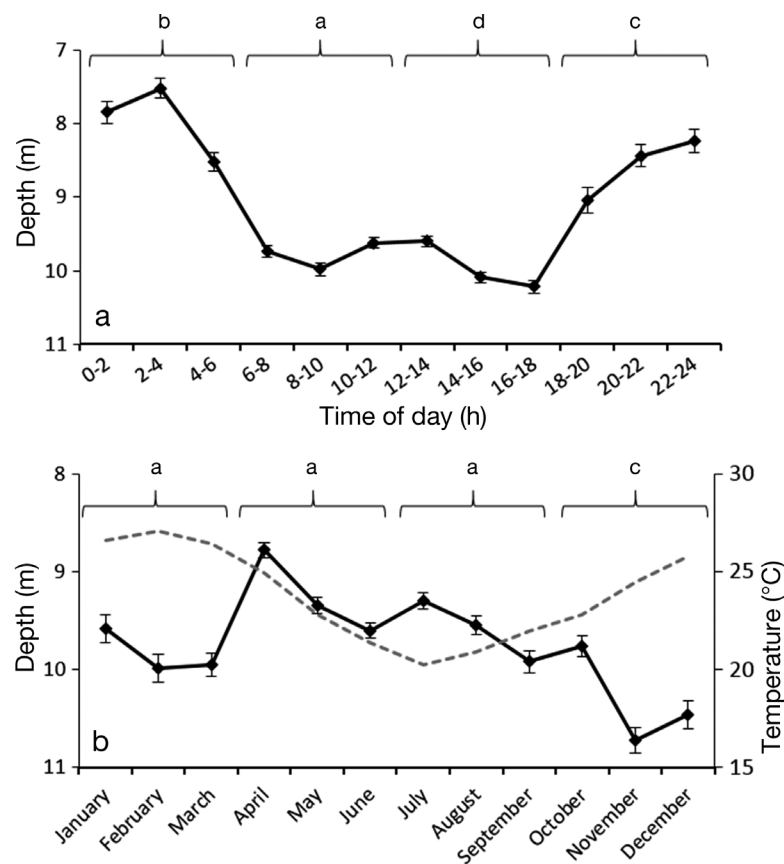 b a d c
7
8
9
10
11
Depth (m)
a
0-2 2-4 4-6 6-8 8-10 10-12 12-14 14-16 16-18 18-20 20-22 22-24
Time of day (h)
a a a c
8
9
10
11
Depth (m)
30
25
20
15
Temperature (°C)
b
January February March April May June July August September October November December